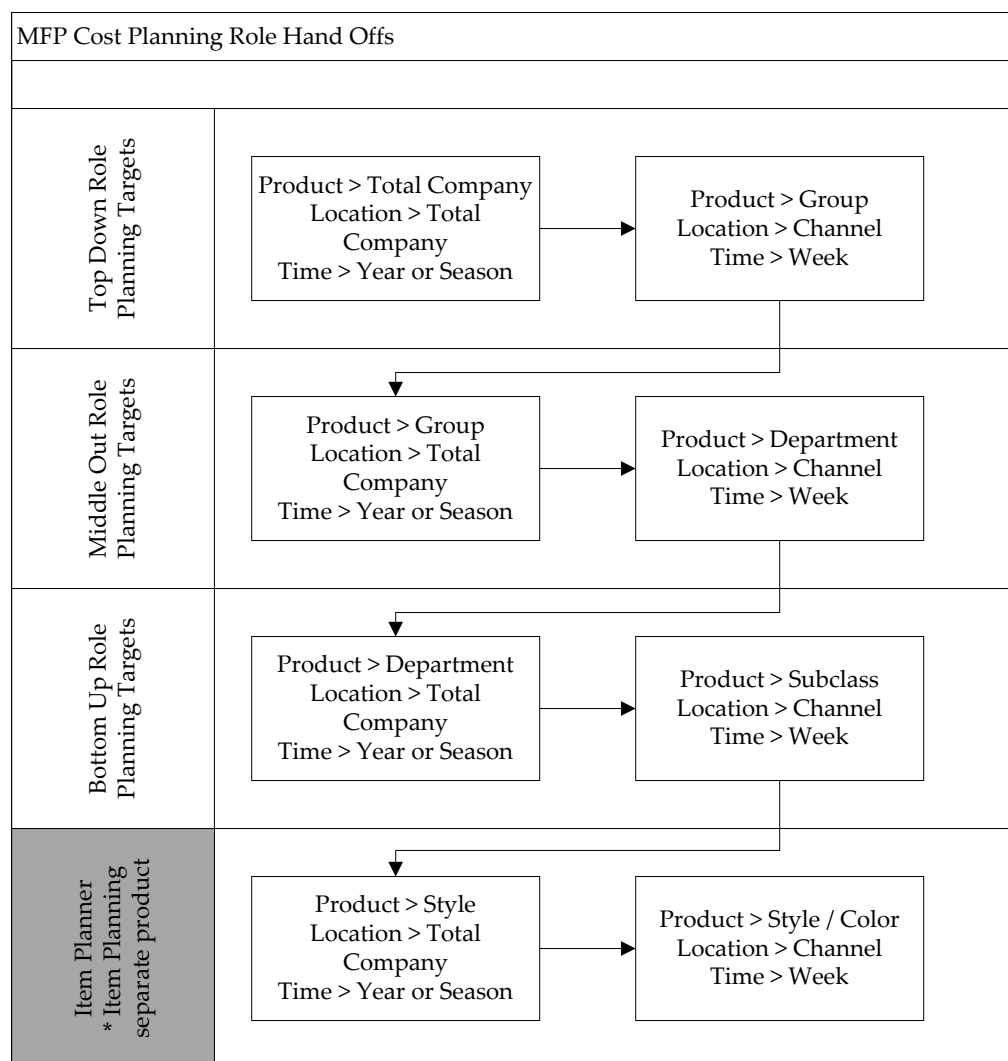 MFP Cost Planning Role Hand Offs
Top Down Role
Planning Targets
Product > Total Company
Location > Total
Company
Time > Year or Season
Product > Group
Location > Channel
Time > Week
Middle Out Role
Planning Targets
Product > Group
Location > Total
Company
Time > Year or Season
Product > Department
Location > Channel
Time > Week
Bottom Up Role
Planning Targets
Product > Department
Location > Total
Company
Time > Year or Season
Product > Subclass
Location > Channel
Time > Week
Item Planner
* Item Planning
separate product
Product > Style
Location > Total
Company
Time > Year or Season
Product > Style / Color
Location > Channel
Time > Week